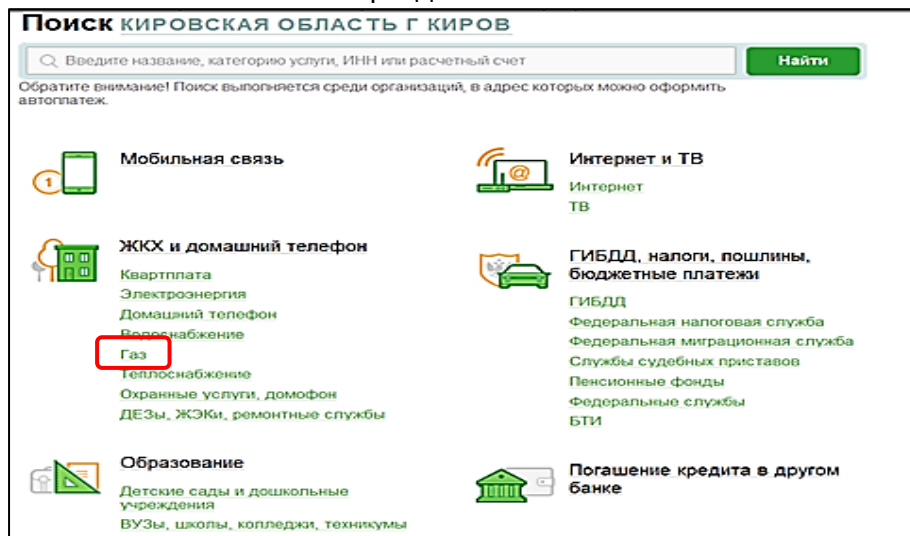 Поиск КИРОВСКАЯ ОБЛАСТЬ Г КИРОВ
Введите название, категорию услуги, ИНН или расчетный счет
Найти
Обратите внимание! Поиск выполняется среди организаций, в адрес которых можно оформить
автоплатеж.
Мобильная связь
1
Интернет и ТВ
@
Интернет
ТВ
ЖКХ и домашний телефон
Квартплата
Электроэнергия
Домашний телефон
Водоснабжение
Газ
Теплоснабжение
Охранные услуги, домофон
ДЕЗы, ЖЭКи, ремонтные службы
ГИБДД, налоги, пошлины,
бюджетные платежи
ГИБДД
Федеральная налоговая служба
Федеральная миграционная служба
Службы судебных приставов
Пенсионные фонды
Федеральные службы
БТИ
Образование
Детские сады и дошкольные
учреждения
ВУЗы, школы, колледжи, техникумы
Погашение кредита в другом
банке